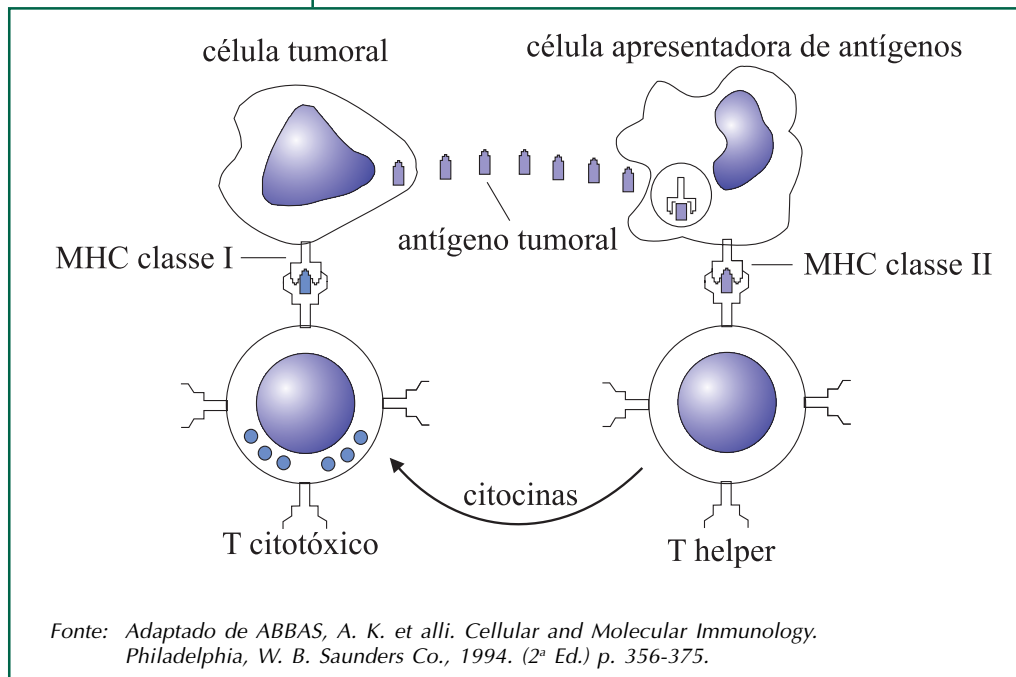 célula tumoral
célula apresentadora de antígenos
antígeno tumoral
MHC classe I
MHC classe II
citocinas
T citotóxico
T helper
Fonte: Adaptado de ABBAS, A. K. et alli. Cellular and Molecular Immunology.
Philadelphia, W. B. Saunders Co., 1994. (2ª Ed.) p. 356-375.